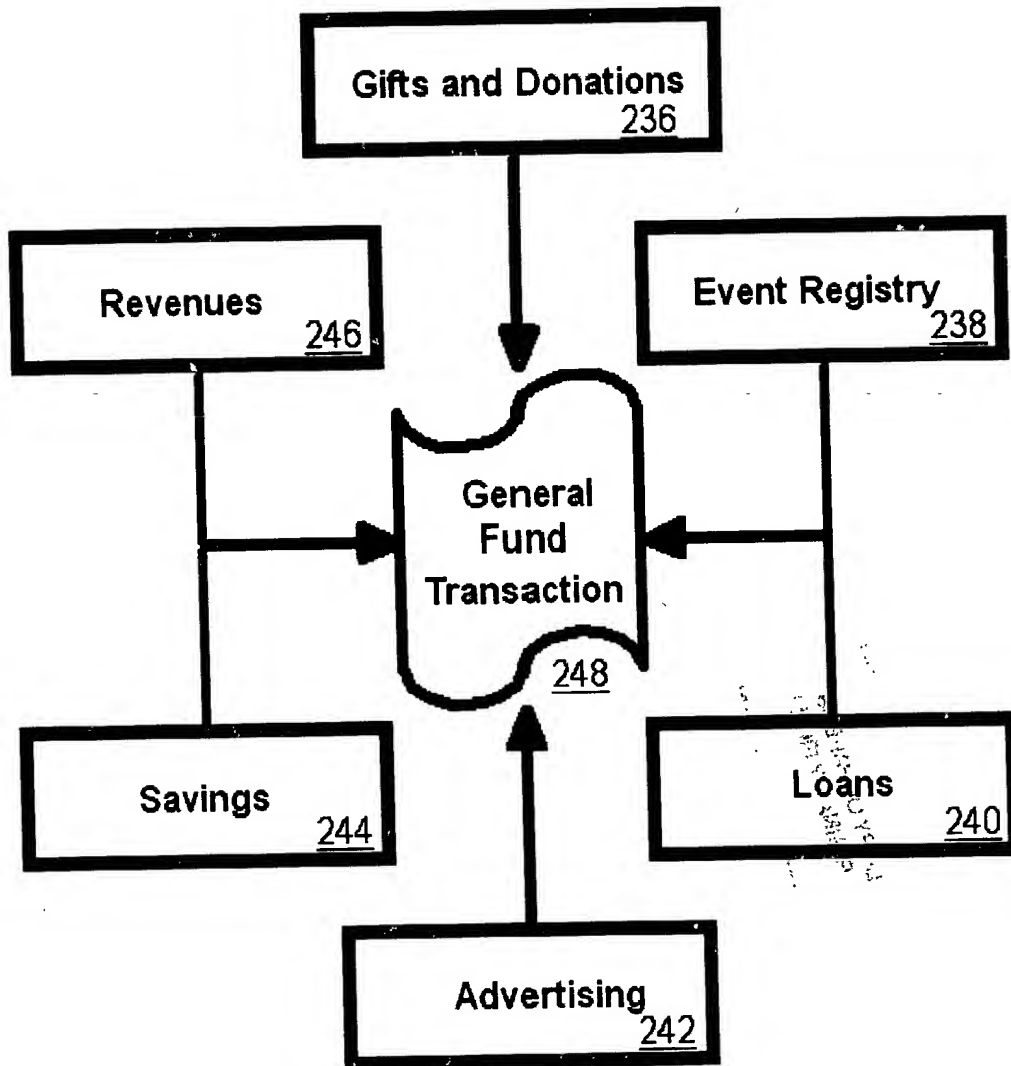 Gifts and Donations
236
Revenues
246
Event Registry
238
General
Fund
Transaction
248
Savings
244
Loans
240
Advertising
242